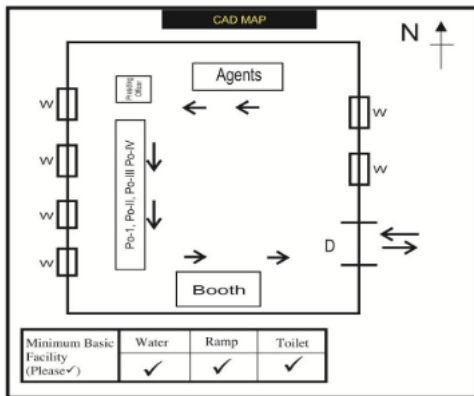 CAD MAP
N
Agents
Presiding
Officer
W
W
W
W
W
W
Po-1, Po-II, Po-III Po-IV
D
Booth
Minimum Basic
Facility
(Please✓)
Water
Ramp
Toilet
✓
✓
✓